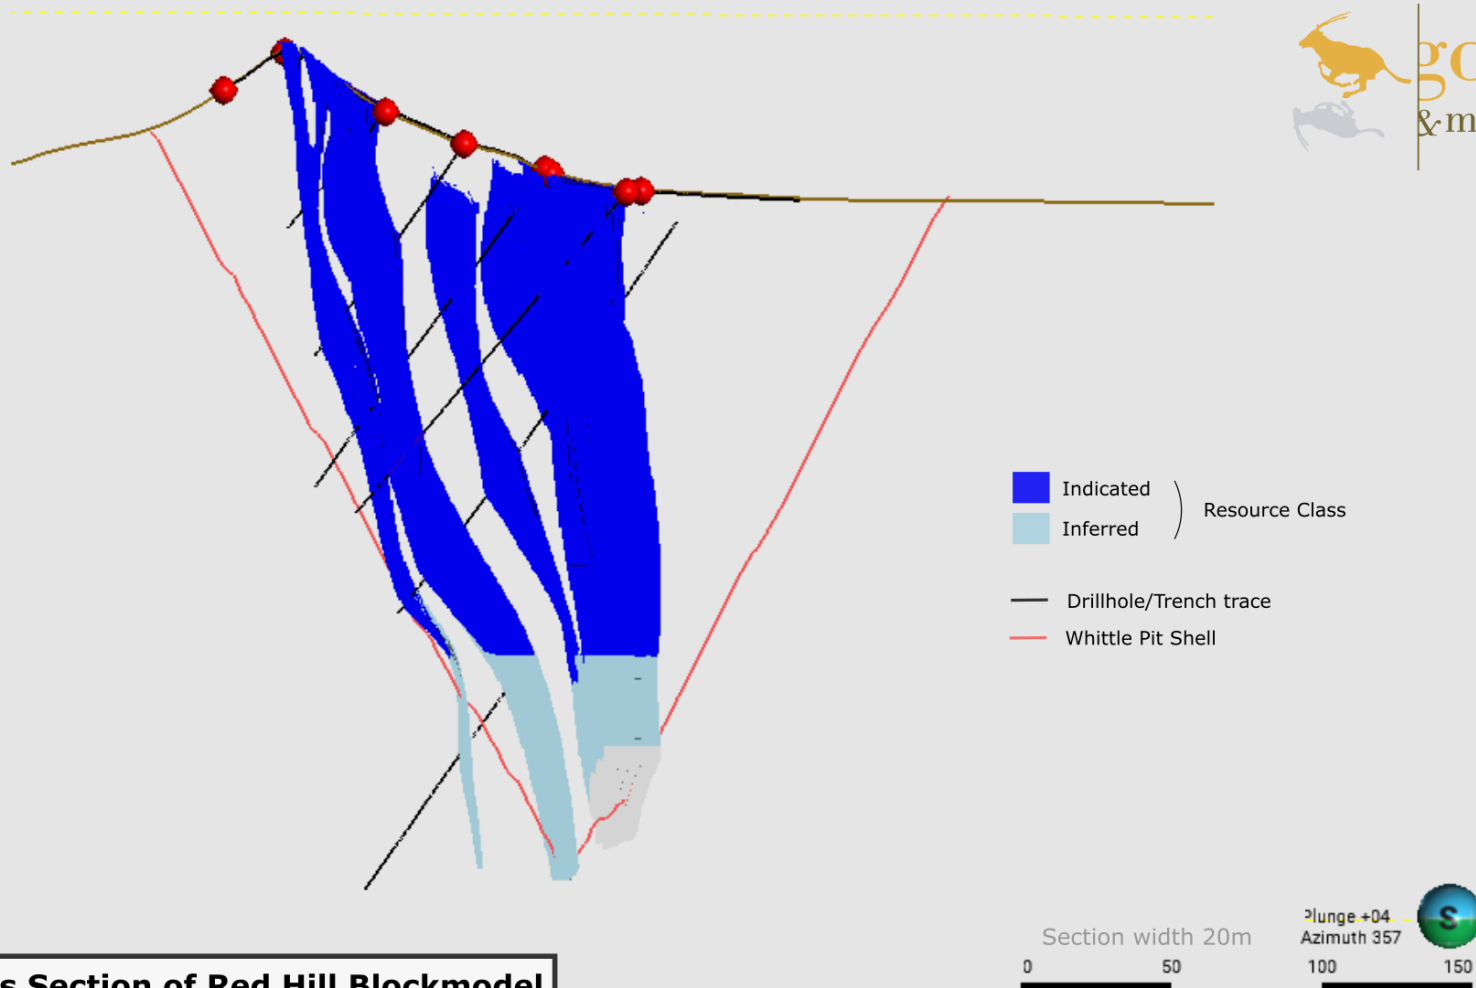 go
&m
Indicated
Inferred
Resource Class
Drillhole/Trench trace
Whittle Pit Shell
Section width 20m
Plunge +04
Azimuth 357
S
0 50 100 150
s Section of Red Hill Blockmodel